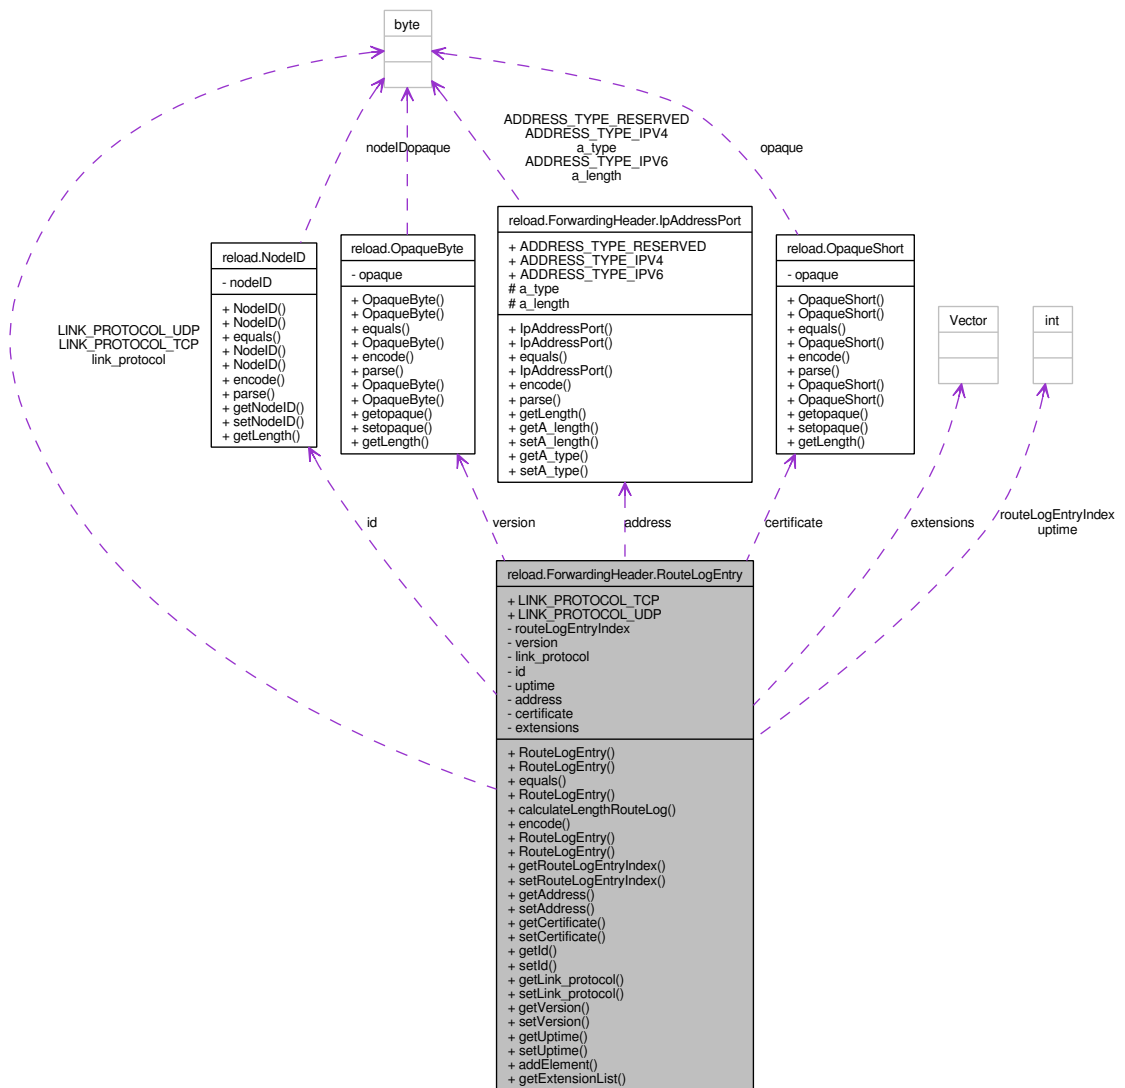 byte
ADDRESS_TYPE_RESERVED
ADDRESS_TYPE_IPV4
a_type
ADDRESS_TYPE_IPV6
a_length
nodeID
opaque
opaque
LINK_PROTOCOL_UDP
LINK_PROTOCOL_TCP
link_protocol
reload.NodeID
- nodeID
+ NodeID()
+ NodeID()
+ equals()
+ NodeID()
+ NodeID()
+ encode()
+ parse()
+ getNodeID()
+ setNodeID()
+ getLength()
reload.OpaqueByte
- opaque
+ OpaqueByte()
+ OpaqueByte()
+ equals()
+ OpaqueByte()
+ encode()
+ parse()
+ OpaqueByte()
+ OpaqueByte()
+ getopaque()
+ setopaque()
+ getLength()
reload.ForwardingHeader.IpAddressPort
+ ADDRESS_TYPE_RESERVED
+ ADDRESS_TYPE_IPV4
+ ADDRESS_TYPE_IPV6
# a_type
# a_length
+ IpAddressPort()
+ IpAddressPort()
+ equals()
+ IpAddressPort()
+ encode()
+ parse()
+ getLength()
+ getA_length()
+ setA_length()
+ getA_type()
+ setA_type()
reload.OpaqueShort
- opaque
+ OpaqueShort()
+ OpaqueShort()
+ equals()
+ OpaqueShort()
+ encode()
+ parse()
+ OpaqueShort()
+ OpaqueShort()
+ getopaque()
+ setopaque()
+ getLength()
Vector
int
id
version
address
certificate
extensions
routeLogEntryIndex
uptime
reload.ForwardingHeader.RouteLogEntry
+ LINK_PROTOCOL_TCP
+ LINK_PROTOCOL_UDP
- routeLogEntryIndex
- version
- link_protocol
- id
- uptime
- address
- certificate
- extensions
+ RouteLogEntry()
+ RouteLogEntry()
+ equals()
+ RouteLogEntry()
+ calculateLengthRouteLog()
+ encode()
+ RouteLogEntry()
+ RouteLogEntry()
+ getRouteLogEntryIndex()
+ setRouteLogEntryIndex()
+ getAddress()
+ setAddress()
+ getCertificate()
+ setCertificate()
+ getId()
+ setId()
+ getLink_protocol()
+ setLink_protocol()
+ getVersion()
+ setVersion()
+ getUptime()
+ setUptime()
+ addElement()
+ getExtensionList()